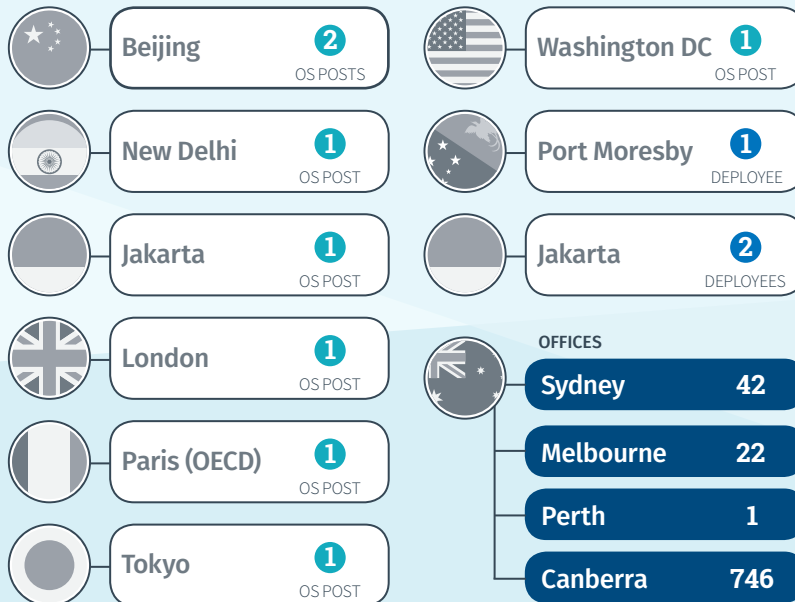 Beijing 2
OS POSTS
New Delhi 1
OS POST
Jakarta 1
OS POST
London 1
OS POST
Paris (OECD) 1
OS POST
Tokyo 1
OS POST
Washington DC 1
OS POST
Port Moresby 1
DEPLOYEE
Jakarta 2
DEPLOYEES
OFFICES
Sydney 42
Melbourne 22
Perth 1
Canberra 746